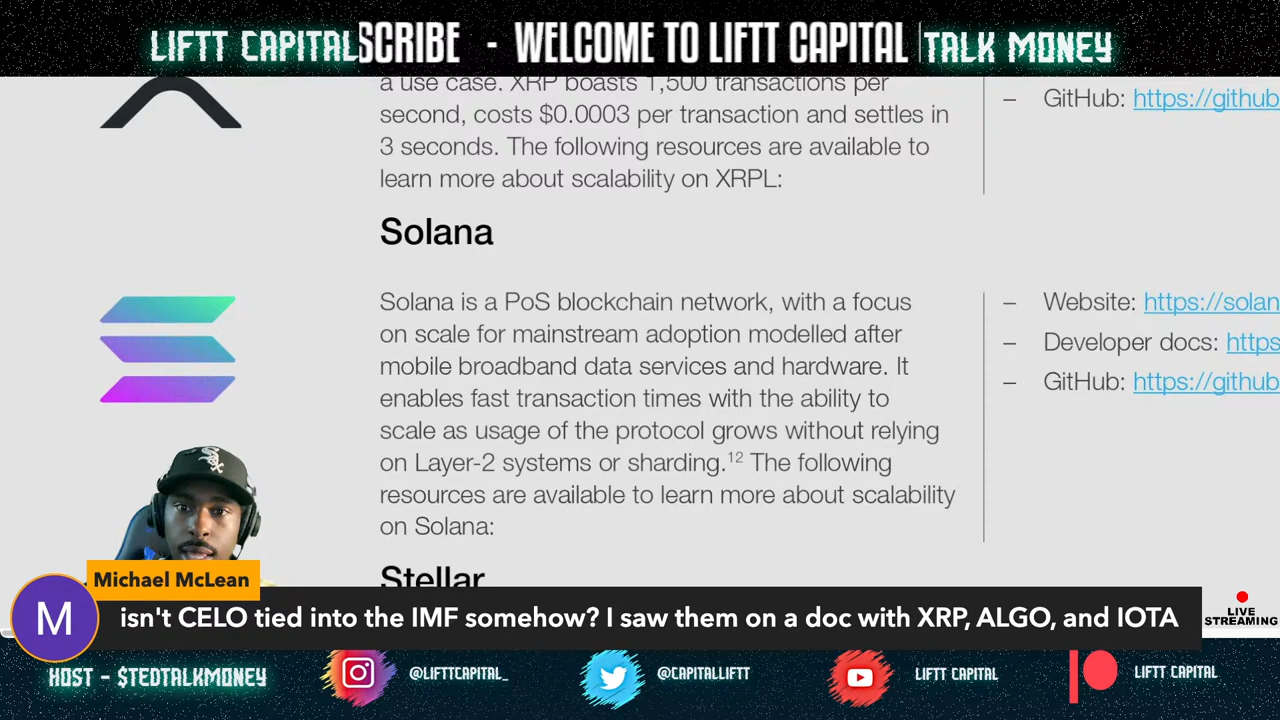 LIFTT CAPITAL
SCRIBE - WELCOME TO LIFTT CAPITAL
TALK MONEY
a use case. XRP boasts 1,500 transactions per
second, costs $0.0003 per transaction and settles in
3 seconds. The following resources are available to
learn more about scalability on XRPL:
– GitHub: https://github
Solana
Solana is a PoS blockchain network, with a focus
on scale for mainstream adoption modelled after
mobile broadband data services and hardware. It
enables fast transaction times with the ability to
scale as usage of the protocol grows without relying
on Layer-2 systems or sharding.12 The following
resources are available to learn more about scalability
on Solana:
– Website: https://solan
– Developer docs: https
– GitHub: https://github
Stellar
Michael McLean
M
isn't CELO tied into the IMF somehow? I saw them on a doc with XRP, ALGO, and IOTA
LIVE
STREAMING
HOST - $TEDTALKMONEY
@LIFTTCAPITAL_
@CAPITALLIFTT
LIFTT CAPITAL
LIFTT CAPITAL